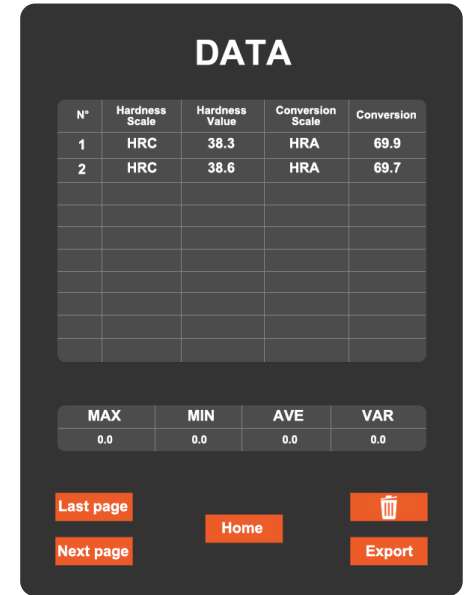 DATA
N° Hardness Scale Hardness Value Conversion Scale Conversion
1 HRC 38.3 HRA 69.9
2 HRC 38.6 HRA 69.7
MAX MIN AVE VAR
0.0 0.0 0.0 0.0
Last page
Home
Next page Export